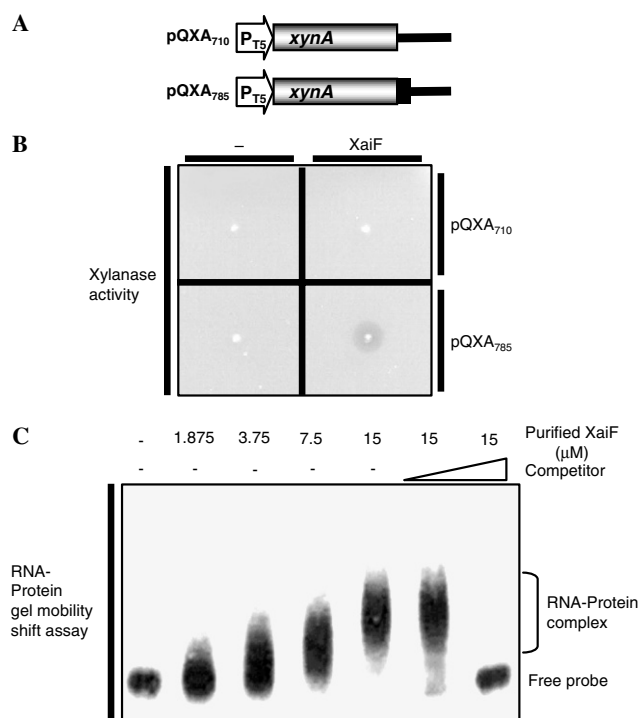 A
pQXA710 PT5 xynA
pQXA785 PT5 xynA
B
– XaiF
Xylanase
activity
pQXA710
pQXA785
C
- 1.875 3.75 7.5 15 15 15 Purified XaiF
(μM)
- - - - - Competitor
RNA-
Protein
gel mobility
shift assay
RNA-Protein
complex
Free probe